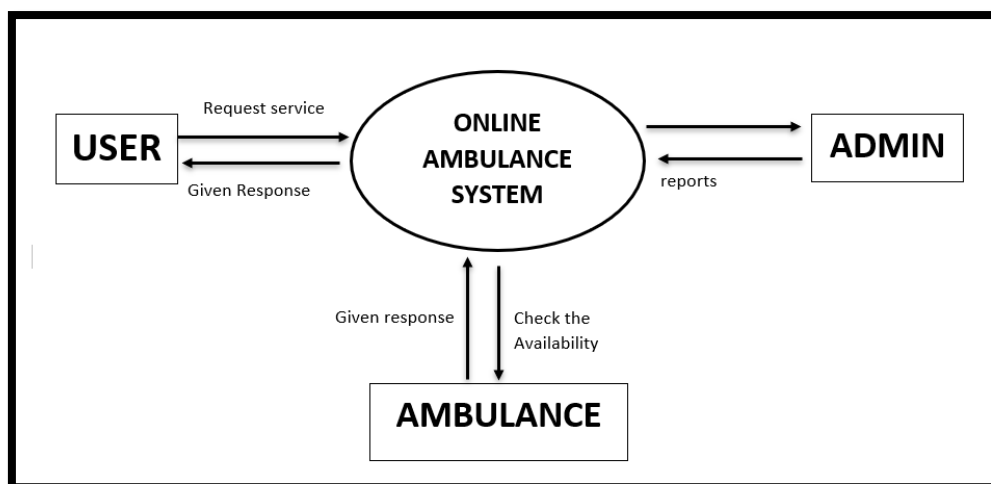 Request service
USER
Given Response
ONLINE
AMBULANCE
SYSTEM
ADMIN
reports
Given response
Check the
Availability
AMBULANCE